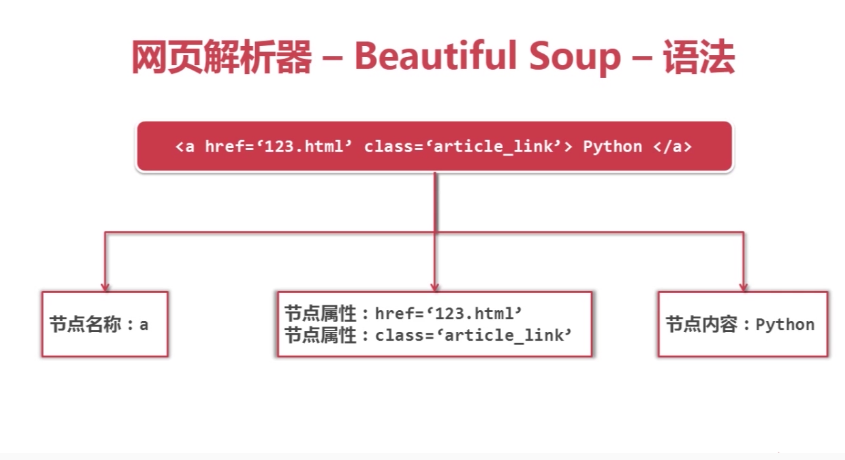 网页解析器 – Beautiful Soup – 语法
<a href=‘123.html’ class=‘article_link’> Python </a>
节点名称：a
节点属性：href=‘123.html’
节点属性：class=‘article_link’
节点内容：Python